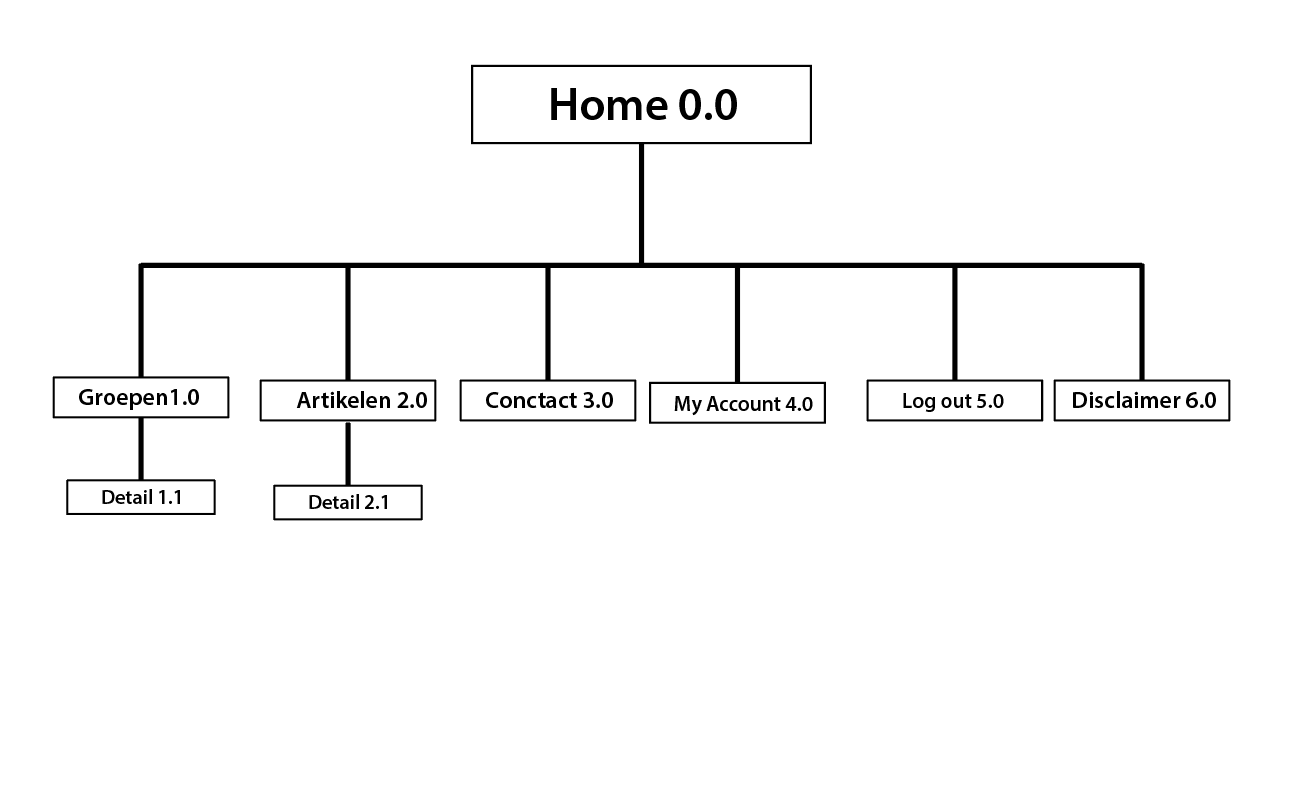 Home 0.0
Groepen1.0
Artikelen 2.0
Conctact 3.0
My Account 4.0
Log out 5.0
Disclaimer 6.0
Detail 1.1
Detail 2.1